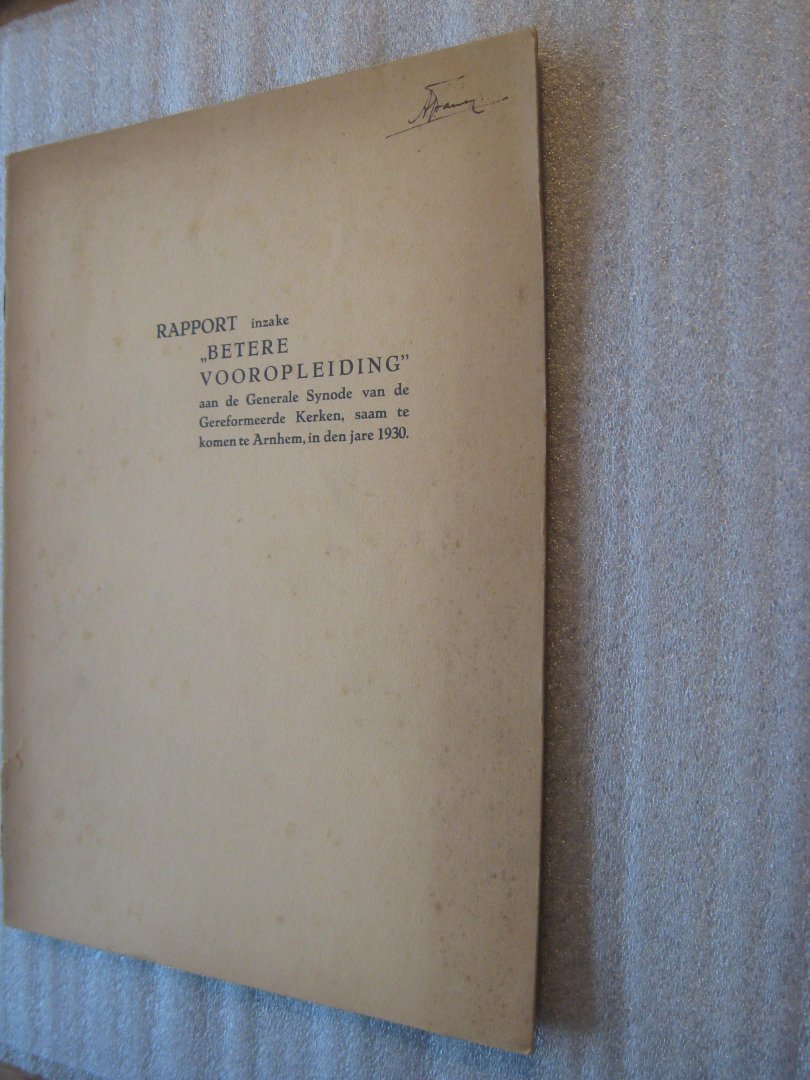 RAPPORT inzake
„BETERE
VOOROPLEIDING”
aan de Generale Synode van de
Gereformeerde Kerken, saam te
komen te Arnhem, in den jare 1930.